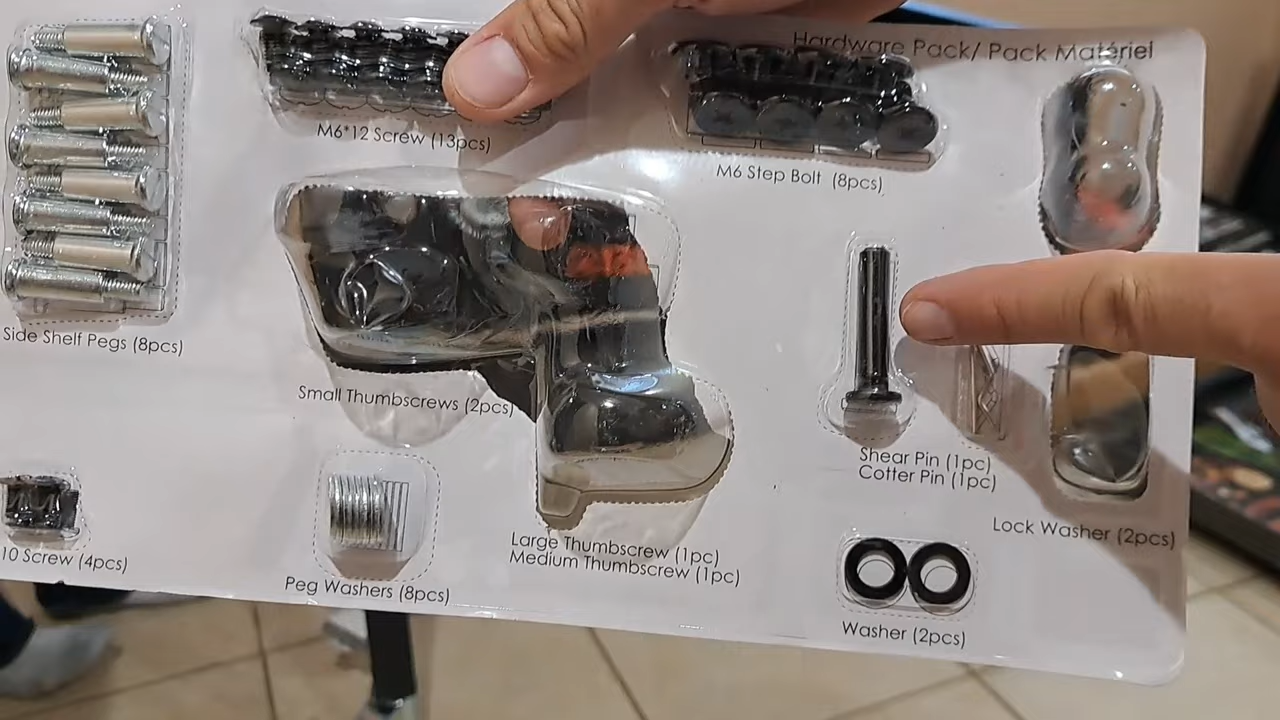 Hardware Pack/ Pack Matériel
M6*12 Screw (13pcs)
M6 Step Bolt (8pcs)
Side Shelf Pegs (8pcs)
Small Thumbscrews (2pcs)
Shear Pin (1pc)
Cotter Pin (1pc)
Lock Washer (2pcs)
10 Screw (4pcs)
Peg Washers (8pcs)
Large Thumbscrew (1pc)
Medium Thumbscrew (1pc)
Washer (2pcs)